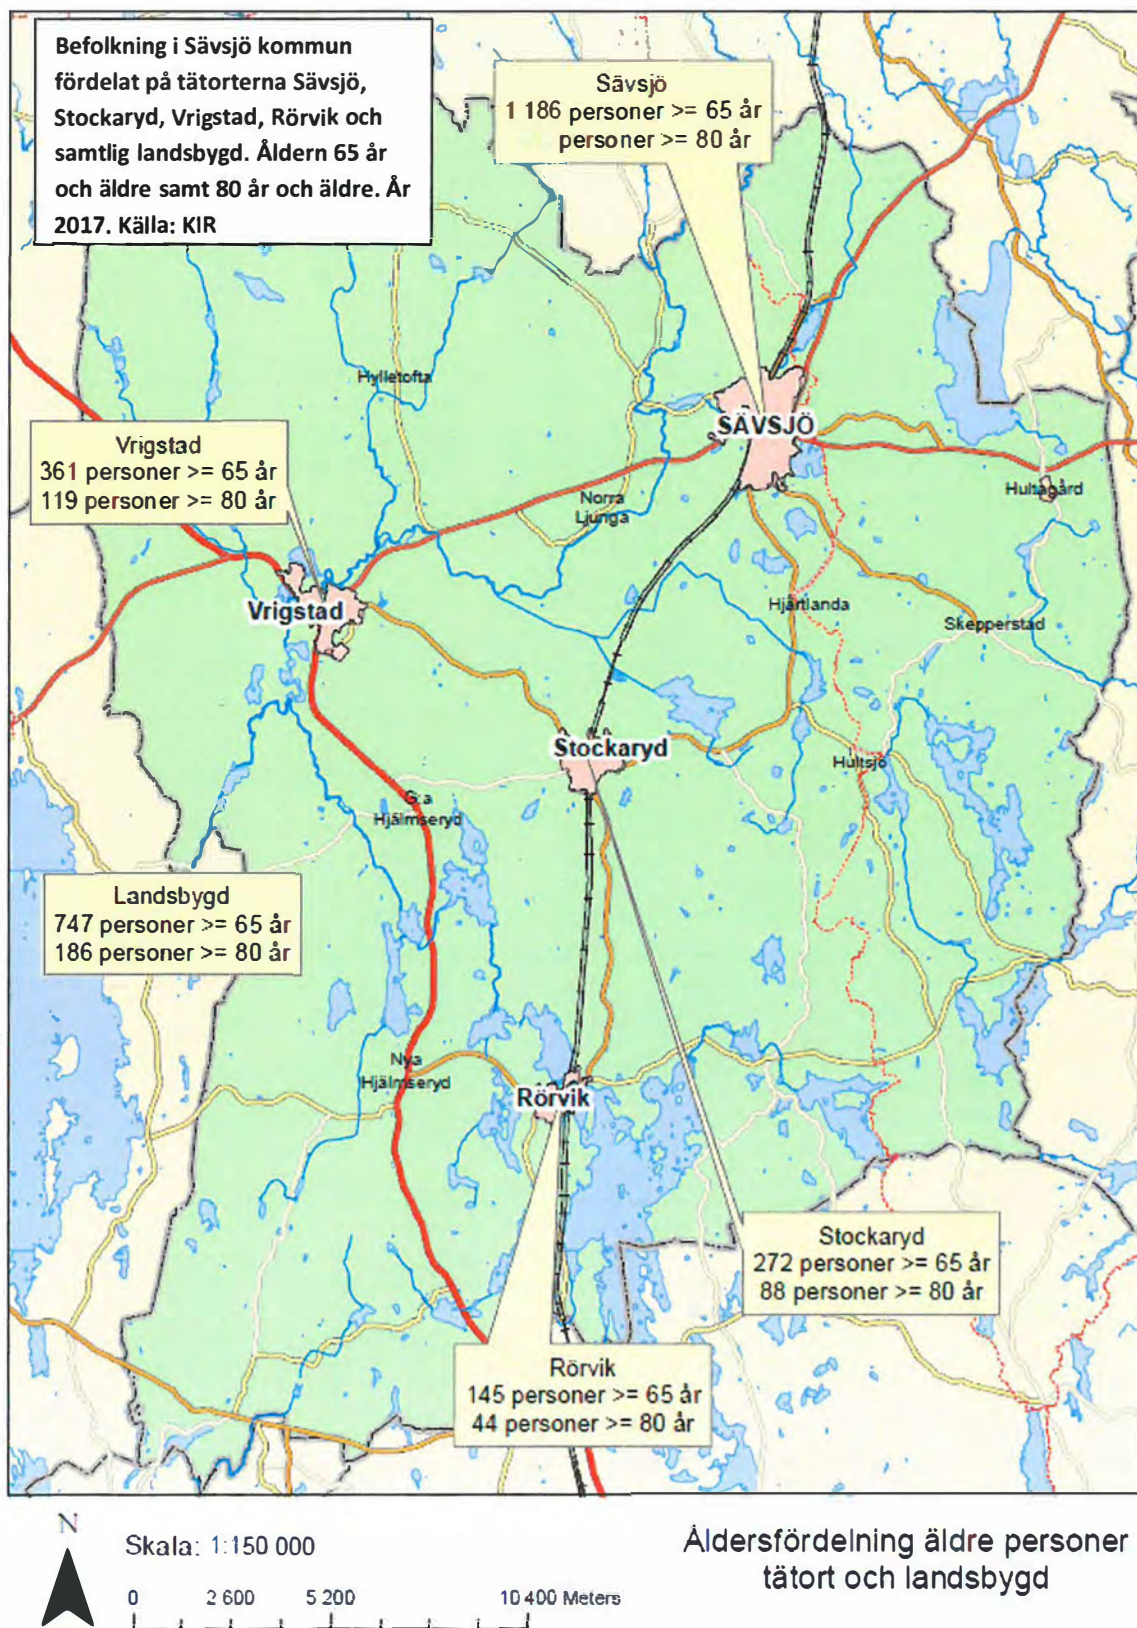 Befolkning i Sävsjö kommun
fördelat på tätorterna Sävsjö,
Stockaryd, Vrigstad, Rörvik och
samtlig landsbygd. Åldern 65 år
och äldre samt 80 år och äldre. År
2017. Källa: KIR
Sävsjö
1 186 personer >= 65 år
personer >= 80 år
Hylletofta
SÄVSJÖ
Vrigstad
361 personer >= 65 år
119 personer >= 80 år
Norra
Ljunga
Hultagård
Vrigstad
Hjärtlanda
Skepperstad
Stockaryd
Hultsjö
G:a
Hjälmseryd
Landsbygd
747 personer >= 65 år
186 personer >= 80 år
Nya
Hjälmseryd
Rörvik
Stockaryd
272 personer >= 65 år
88 personer >= 80 år
Rörvik
145 personer >= 65 år
44 personer >= 80 år
N
Skala: 1:150 000
0 2 600 5 200 10 400 Meters
Åldersfördelning äldre personer
tätort och landsbygd